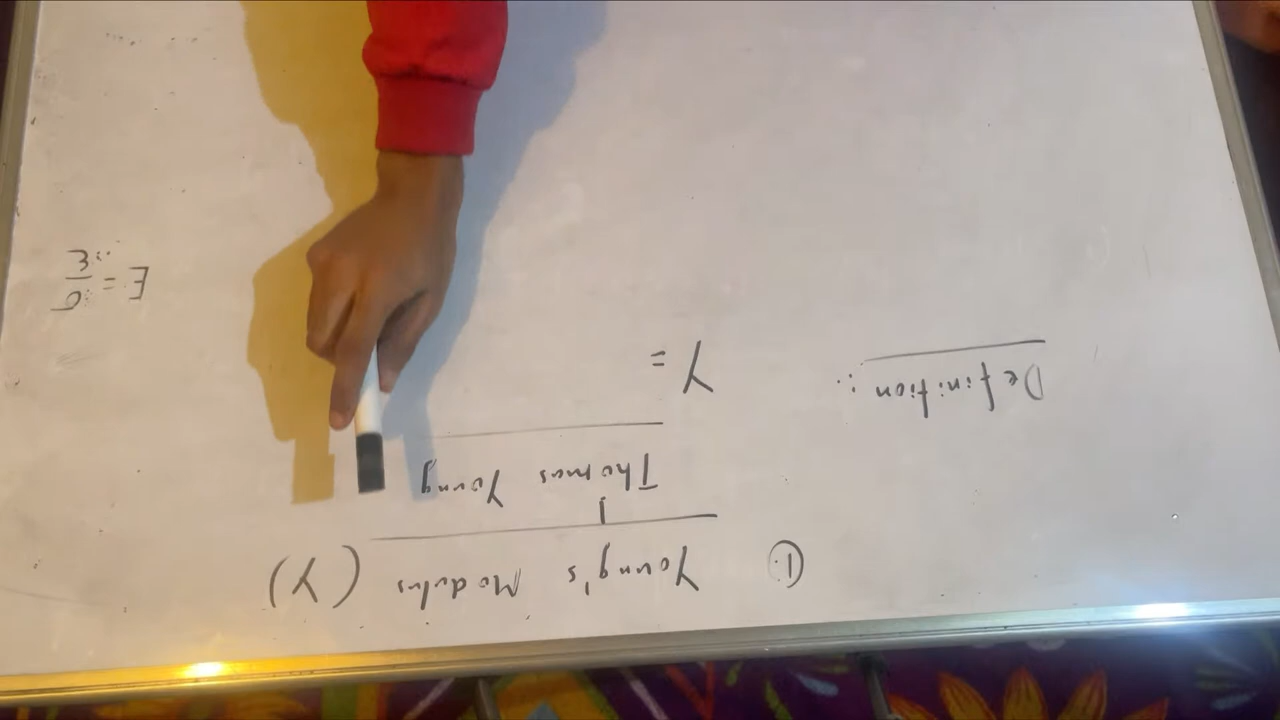 ① Young's Modulus (Y)
Thomas Young
Definition :
Y =
E = σ/ε